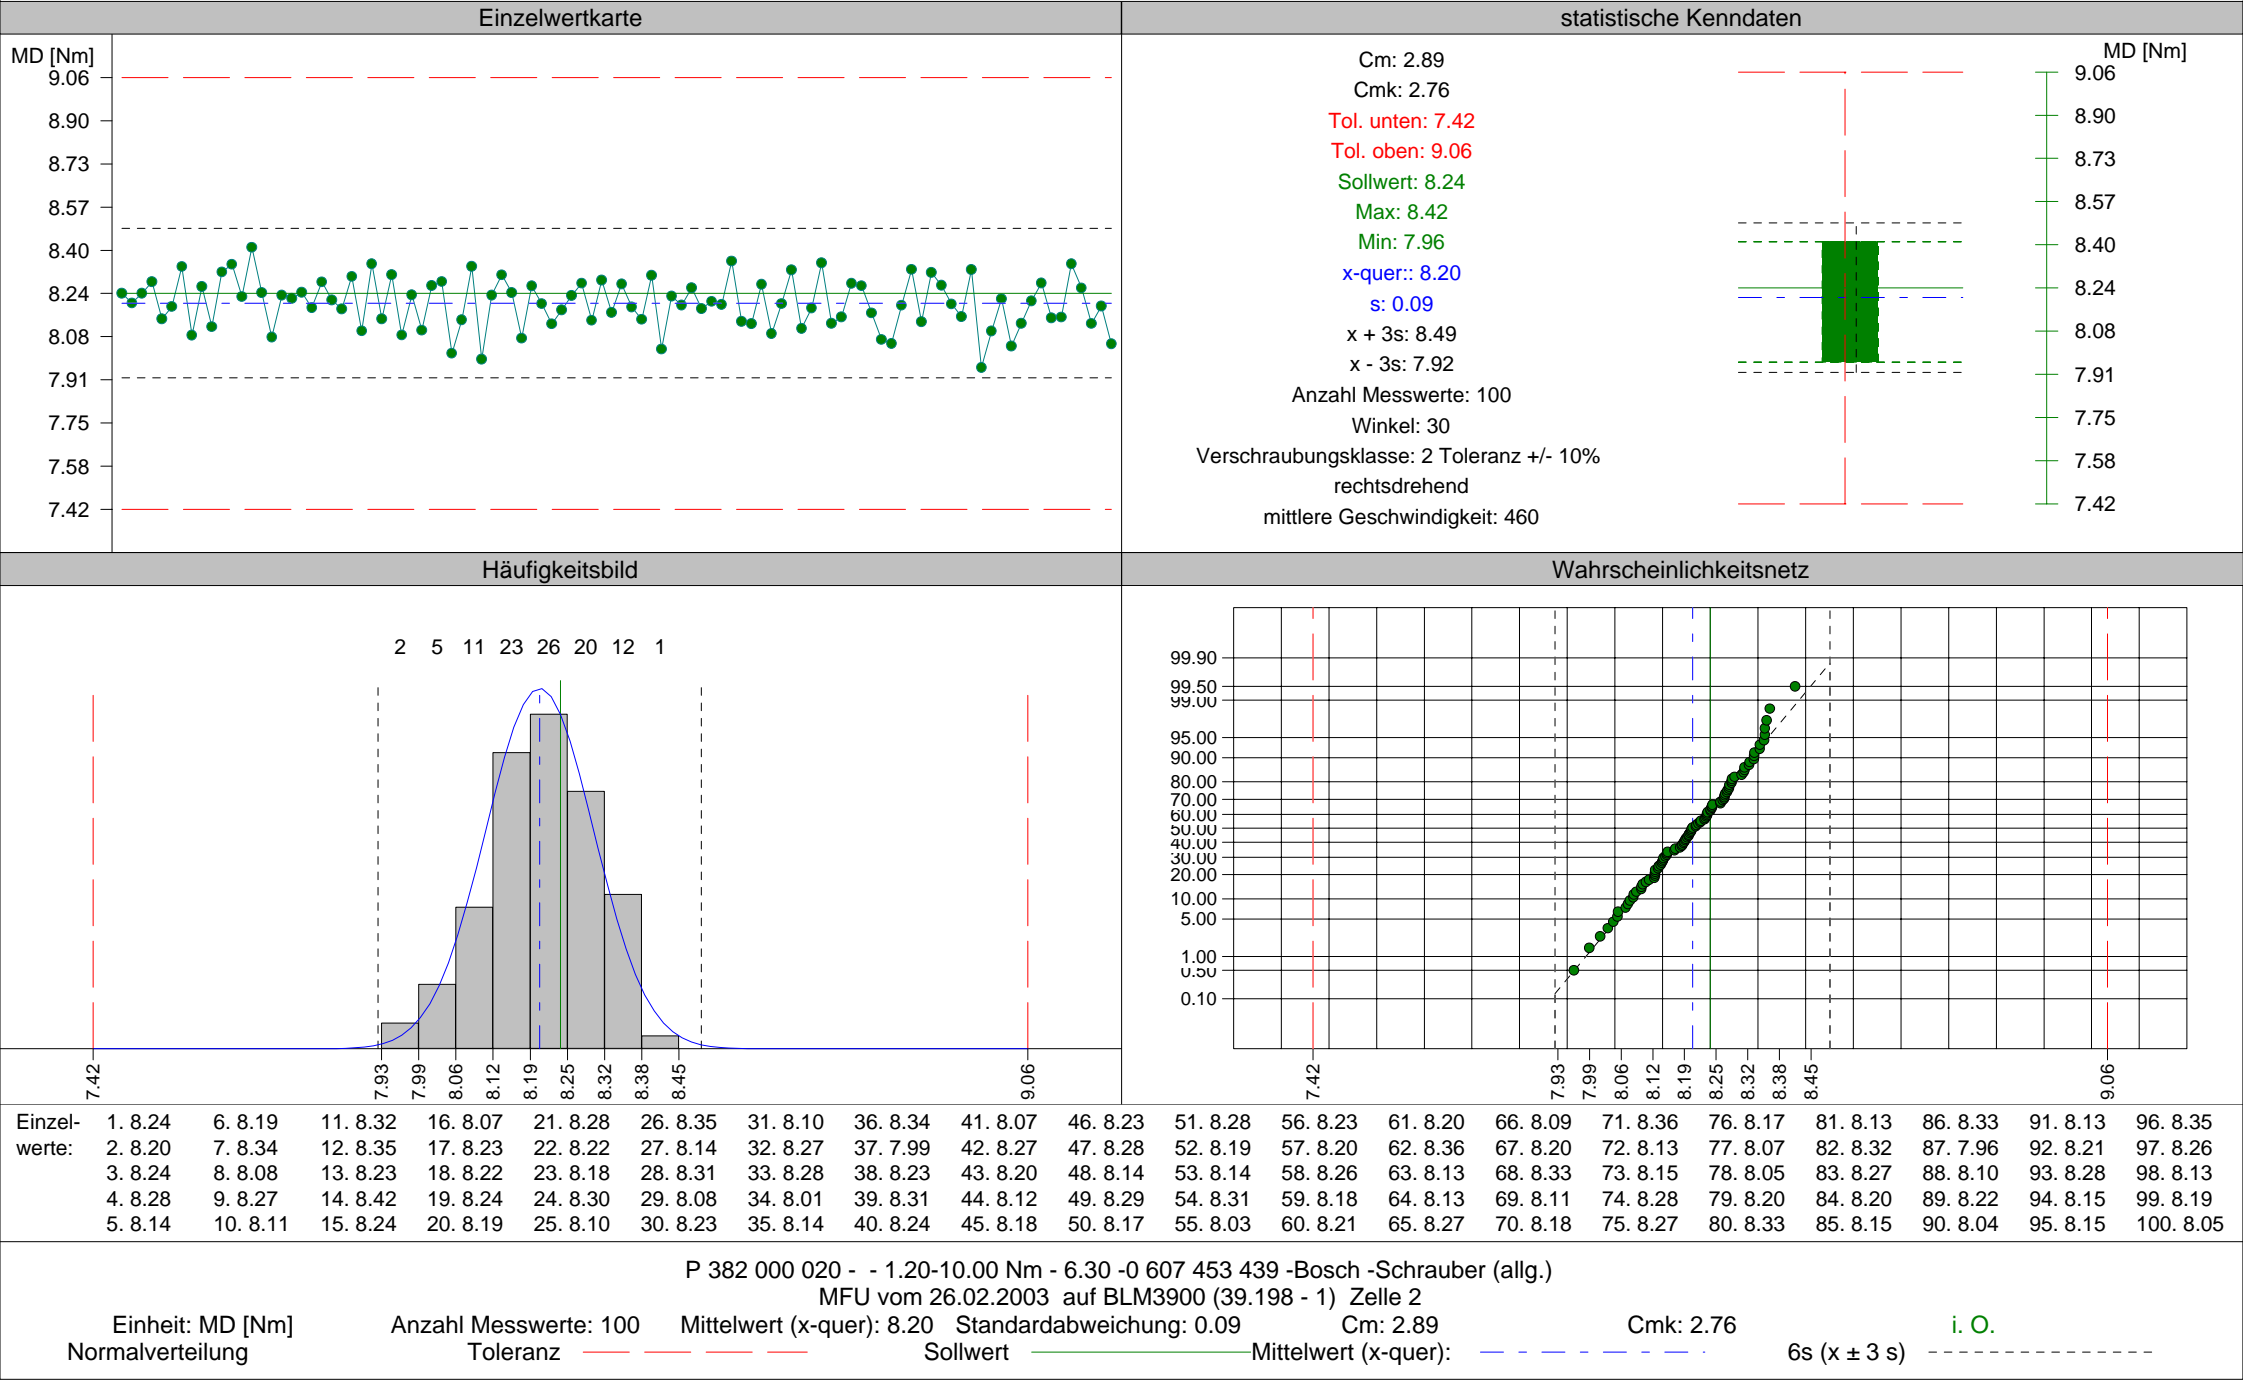 Einzelwertkarte
MD [Nm]
9.06
8.90
8.73
8.57
8.40
8.24
8.08
7.91
7.75
7.58
7.42
statistische Kenndaten
Cm: 2.89
Cmk: 2.76
Tol. unten: 7.42
Tol. oben: 9.06
Sollwert: 8.24
Max: 8.42
Min: 7.96
x-quer:: 8.20
s: 0.09
x + 3s: 8.49
x - 3s: 7.92
Anzahl Messwerte: 100
Winkel: 30
Verschraubungsklasse: 2 Toleranz +/- 10%
rechtsdrehend
mittlere Geschwindigkeit: 460
MD [Nm]
9.06
8.90
8.73
8.57
8.40
8.24
8.08
7.91
7.75
7.58
7.42
Häufigkeitsbild
2 5 11 23 26 20 12 1
7.42 7.93 7.99 8.06 8.12 8.19 8.25 8.32 8.38 8.45 9.06
Wahrscheinlichkeitsnetz
99.90
99.50
99.00
95.00
90.00
80.00
70.00
60.00
50.00
40.00
30.00
20.00
10.00
5.00
1.00
0.50
0.10
7.42 7.93 7.99 8.06 8.12 8.19 8.25 8.32 8.38 8.45 9.06
Einzel- 1. 8.24 6. 8.19 11. 8.32 16. 8.07 21. 8.28 26. 8.35 31. 8.10 36. 8.34 41. 8.07 46. 8.23 51. 8.28 56. 8.23 61. 8.20 66. 8.09 71. 8.36 76. 8.17 81. 8.13 86. 8.33 91. 8.13 96. 8.35
werte: 2. 8.20 7. 8.34 12. 8.35 17. 8.23 22. 8.22 27. 8.14 32. 8.27 37. 7.99 42. 8.27 47. 8.28 52. 8.19 57. 8.20 62. 8.36 67. 8.20 72. 8.13 77. 8.07 82. 8.32 87. 7.96 92. 8.21 97. 8.26
3. 8.24 8. 8.08 13. 8.23 18. 8.22 23. 8.18 28. 8.31 33. 8.28 38. 8.23 43. 8.20 48. 8.14 53. 8.14 58. 8.26 63. 8.13 68. 8.33 73. 8.15 78. 8.05 83. 8.27 88. 8.10 93. 8.28 98. 8.13
4. 8.28 9. 8.27 14. 8.42 19. 8.24 24. 8.30 29. 8.08 34. 8.01 39. 8.31 44. 8.12 49. 8.29 54. 8.31 59. 8.18 64. 8.13 69. 8.11 74. 8.28 79. 8.20 84. 8.20 89. 8.22 94. 8.15 99. 8.19
5. 8.14 10. 8.11 15. 8.24 20. 8.19 25. 8.10 30. 8.23 35. 8.14 40. 8.24 45. 8.18 50. 8.17 55. 8.03 60. 8.21 65. 8.27 70. 8.18 75. 8.27 80. 8.33 85. 8.15 90. 8.04 95. 8.15 100. 8.05
P 382 000 020 - - 1.20-10.00 Nm - 6.30 -0 607 453 439 -Bosch -Schrauber (allg.)
MFU vom 26.02.2003 auf BLM3900 (39.198 - 1) Zelle 2
Einheit: MD [Nm] Anzahl Messwerte: 100 Mittelwert (x-quer): 8.20 Standardabweichung: 0.09 Cm: 2.89 Cmk: 2.76 i. O.
Normalverteilung Toleranz Sollwert Mittelwert (x-quer): 6s (x ± 3 s)